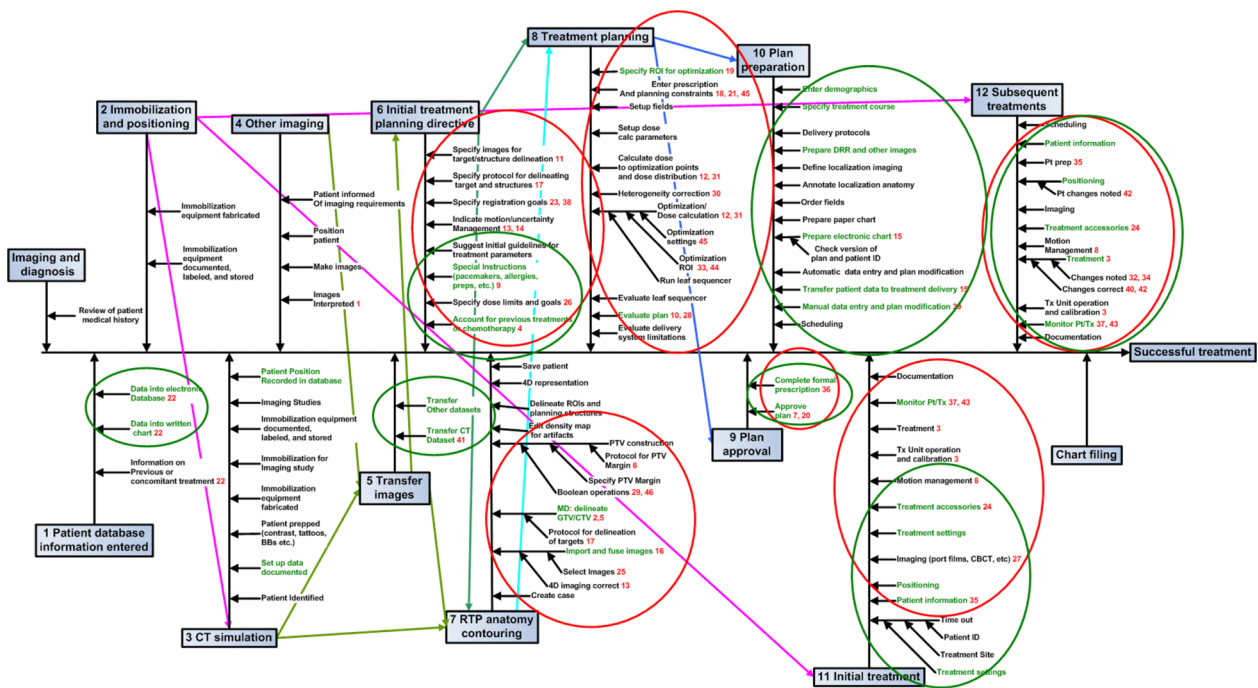 8 Treatment planning
Specify ROI for optimization 19
Enter prescription
And planning constraints 18, 21, 45
Setup fields
Setup dose
calc parameters
Calculate dose
to optimization points
and dose distribution 12, 31
Heterogeneity correction 30
Optimization/
Dose calculation 12, 31
Optimization
settings 45
Optimization
ROI 33, 44
Run leaf sequencer
Evaluate leaf sequencer
Evaluate plan 10, 28
Evaluate delivery
system limitations
10 Plan
preparation
Enter demographics
Specify treatment course
Delivery protocols
Prepare DRR and other images
Define localization imaging
Annotate localization anatomy
Order fields
Prepare paper chart
Prepare electronic chart 15
Check version of
plan and patient ID
Automatic data entry and plan modification
Transfer patient data to treatment delivery 15
Manual data entry and plan modification 39
Scheduling
12 Subsequent
treatments
Scheduling
Patient information
Pt prep 35
Positioning
Pt changes noted 42
Imaging
Treatment accessories 24
Motion
Management 8
Treatment 3
Changes noted 32, 34
Changes correct 40, 42
Tx Unit operation
and calibration 3
Monitor Pt/Tx 37, 43
Documentation
2 Immobilization
and positioning
Immobilization
equipment fabricated
Immobilization
equipment
documented,
labeled, and stored
4 Other imaging
Patient informed
Of imaging requirements
Position
patient
Make images
Images
Interpreted 1
6 Initial treatment
planning directive
Specify images for
target/structure delineation 11
Specify protocol for delineating
target and structures 17
Specify registration goals 23, 38
Indicate motion/uncertainty
Management 13, 14
Suggest initial guidelines for
treatment parameters
Special Instructions
(pacemakers, allergies,
preps, etc.) 9
Specify dose limits and goals 26
Account for previous treatments
or chemotherapy 4
Imaging and
diagnosis
Review of patient
medical history
Successful treatment
Data into electronic
Database 22
Data into written
chart 22
Information on
Previous or
concomitant treatment 22
1 Patient database
information entered
Patient Position
Recorded in database
Imaging Studies
Immobilization equipment
documented,
labeled, and stored
Immobilization for
Imaging study
Immobilization
equipment
fabricated
Patient prepped
(contrast, tattoos,
BBs etc.)
Set up data
documented
Patient Identified
3 CT simulation
Transfer
Other datasets
Transfer CT
Dataset 41
5 Transfer
images
Save patient
4D representation
Delineate ROIs and
planning structures
Edit density map
for artifacts
PTV construction
Protocol for PTV
Margin 6
Specify PTV Margin
Boolean operations 29, 46
MD: delineate
GTV/CTV 2,5
Protocol for delineation
of targets 17
Import and fuse images 16
Select Images 25
4D imaging correct 13
Create case
7 RTP anatomy
contouring
Complete formal
prescription 36
Approve
plan 7, 20
9 Plan
approval
Documentation
Monitor Pt/Tx 37, 43
Treatment 3
Tx Unit operation
and calibration 3
Motion management 8
Treatment accessories 24
Treatment settings
Imaging (port films, CBCT, etc) 27
Positioning
Patient information 35
Time out
Patient ID
Treatment Site
Treatment settings
11 Initial treatment
Chart filing